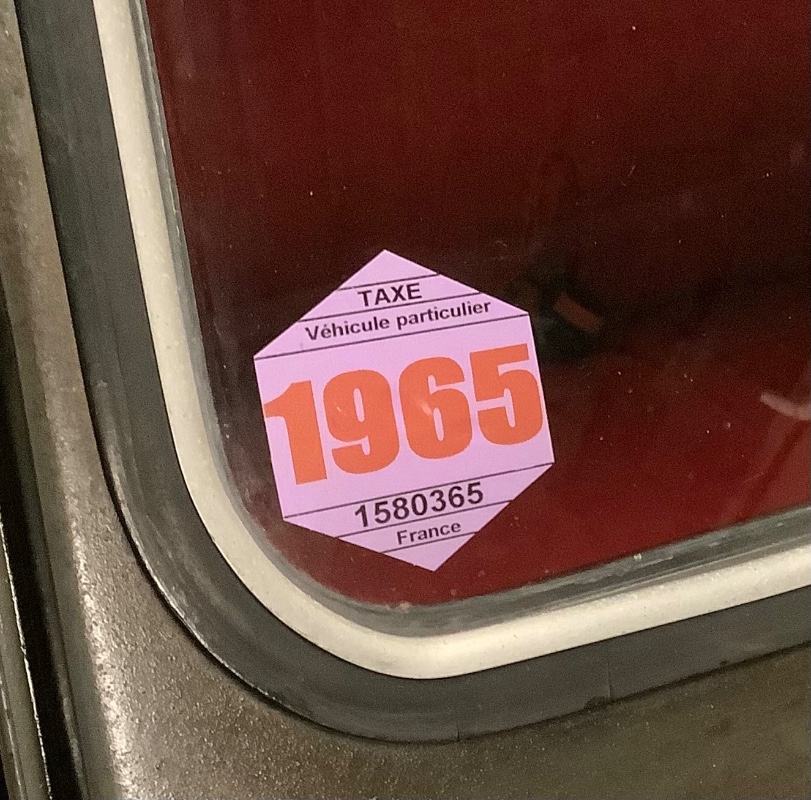 TAXE
Véhicule particulier
1965
1580365
France